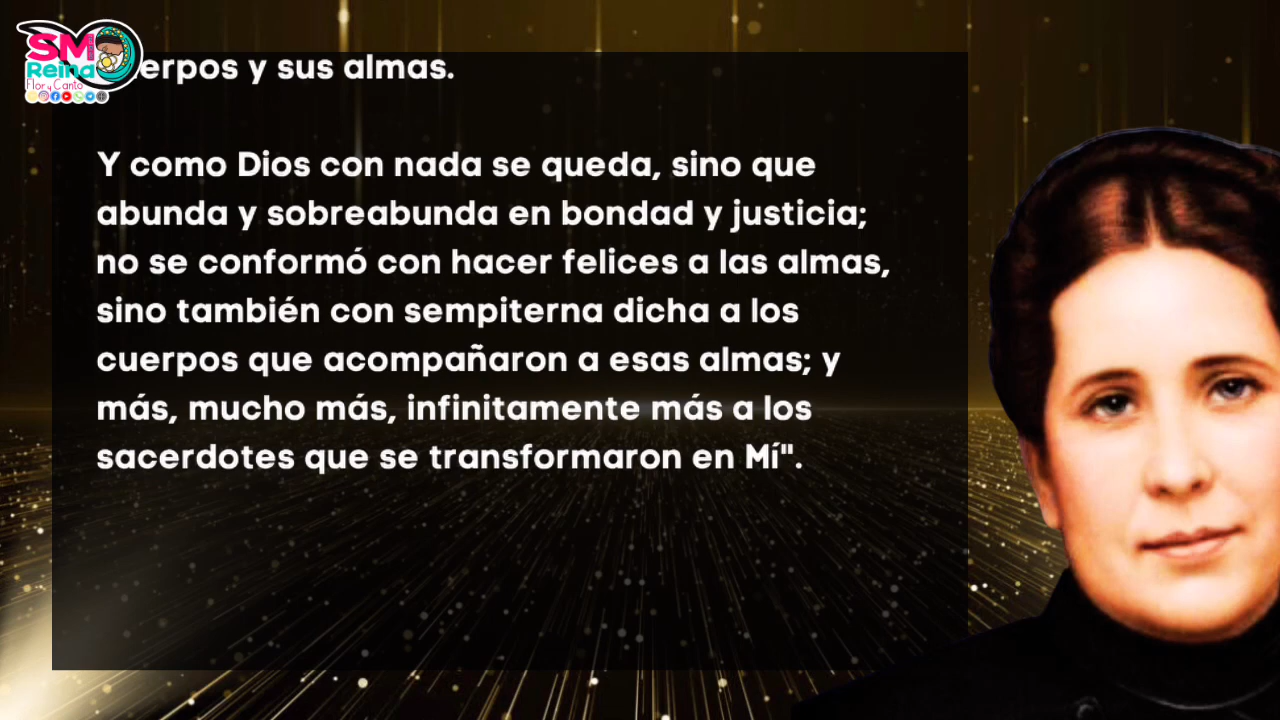 SM
Reina
Flor y Canto
erpos y sus almas.
Y como Dios con nada se queda, sino que
abunda y sobreabunda en bondad y justicia;
no se conformó con hacer felices a las almas,
sino también con sempiterna dicha a los
cuerpos que acompañaron a esas almas; y
más, mucho más, infinitamente más a los
sacerdotes que se transformaron en Mí".